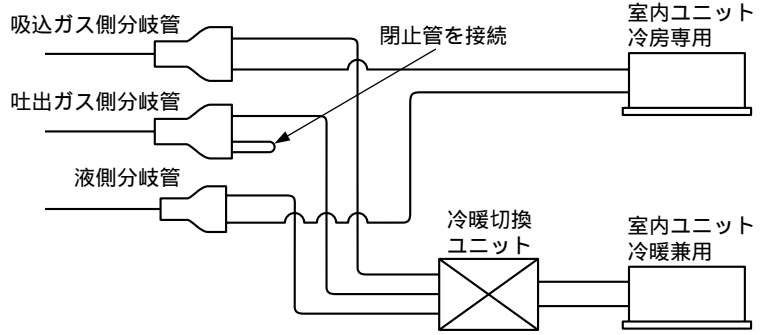 吸込ガス側分岐管
閉止管を接続
室内ユニット
冷房専用
吐出ガス側分岐管
液側分岐管
冷暖切換
ユニット
室内ユニット
冷暖兼用